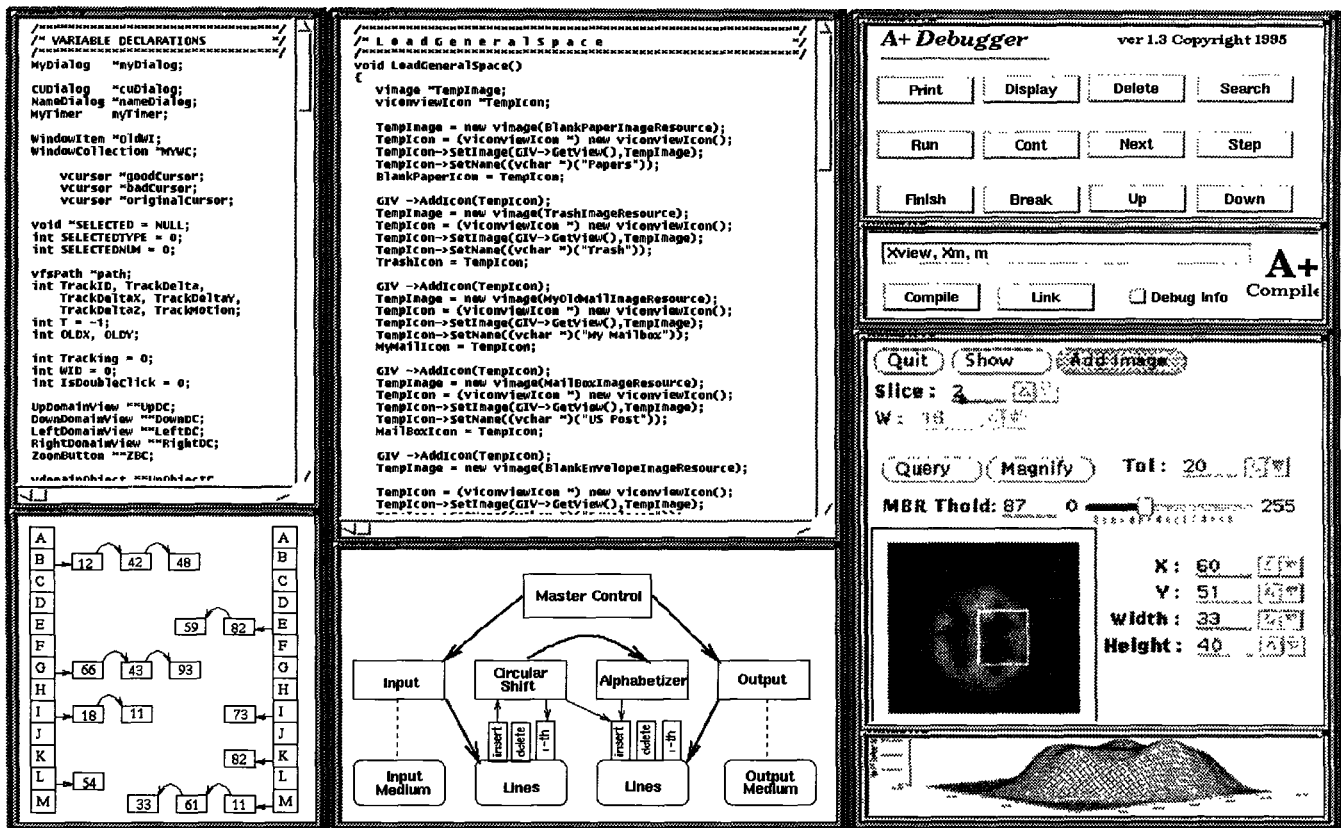 /* VARIABLE DECLARATIONS */
MyDialog *myDialog;
CUDialog *cuDialog;
NameDialog *nameDialog;
MyTimer myTimer;
WindowItem *OldWI;
WindowCollection *MYWC;
vcursor *goodCursor;
vcursor *badCursor;
vcursor *originalCursor;
void *SELECTED = NULL;
int SELECTEDTYPE = 0;
int SELECTEDNUM = 0;
vfsPath *path;
int TrackID, TrackDelta,
TrackDeltaX, TrackDeltaY,
TrackDeltaZ, TrackMotion;
int T = -1;
int OLDX, OLDY;
int Tracking = 0;
int WID = 0;
int IsDoubleClick = 0;
UpDomainView **UpDC;
DownDomainView **DownDC;
LeftDomainView **LeftDC;
RightDomainView **RightDC;
ZoomButton **ZBC;
/* L o a d G e n e r a l S p a c e */
void LoadGeneralSpace()
{
vimage *TempImage;
viconviewIcon *TempIcon;
TempImage = new vimage(BlankPaperImageResource);
TempIcon = (viconviewIcon *) new viconviewIcon();
TempIcon->SetImage(GIV->GetView(),TempImage);
TempIcon->SetName((vchar *)("Papers"));
BlankPaperIcon = TempIcon;
GIV ->AddIcon(TempIcon);
TempImage = new vimage(TrashImageResource);
TempIcon = (viconviewIcon *) new viconviewIcon();
TempIcon->SetImage(GIV->GetView(),TempImage);
TempIcon->SetName((vchar *)("Trash"));
TrashIcon = TempIcon;
GIV ->AddIcon(TempIcon);
TempImage = new vimage(MyOldMailImageResource);
TempIcon = (viconviewIcon *) new viconviewIcon();
TempIcon->SetImage(GIV->GetView(),TempImage);
TempIcon->SetName((vchar *)("My Mailbox"));
MyMailIcon = TempIcon;
GIV ->AddIcon(TempIcon);
TempImage = new vimage(MailBoxImageResource);
TempIcon = (viconviewIcon *) new viconviewIcon();
TempIcon->SetImage(GIV->GetView(),TempImage);
TempIcon->SetName((vchar *)("US Post"));
MailBoxIcon = TempIcon;
GIV ->AddIcon(TempIcon);
TempImage = new vimage(BlankEnvelopeImageResource);
TempIcon = (viconviewIcon *) new viconviewIcon();
TempIcon->SetImage(GIV->GetView(),TempImage);
A+ Debugger ver 1.3 Copyright 1995
Print Display Delete Search
Run Cont Next Step
Finish Break Up Down
Xview, Xm, m
A+
Compile
Compile Link Debug Info
Quit Show Add image
Slice : 2
W : 16
Query Magnify Tol : 20
MBR Thold: 87 0 255
X : 60
Y : 51
Width : 33
Height : 40
A A
B 12 42 48 B
C C
D D
E 59 82 E
F F
G 66 43 93 G
H H
I 18 11 73 I
J J
K 82 K
L 54 L
M 33 61 11 M
Master Control
Input Circular Shift Alphabetizer Output
insert delete i-th insert delete i-th
Input Medium Lines Lines Output Medium